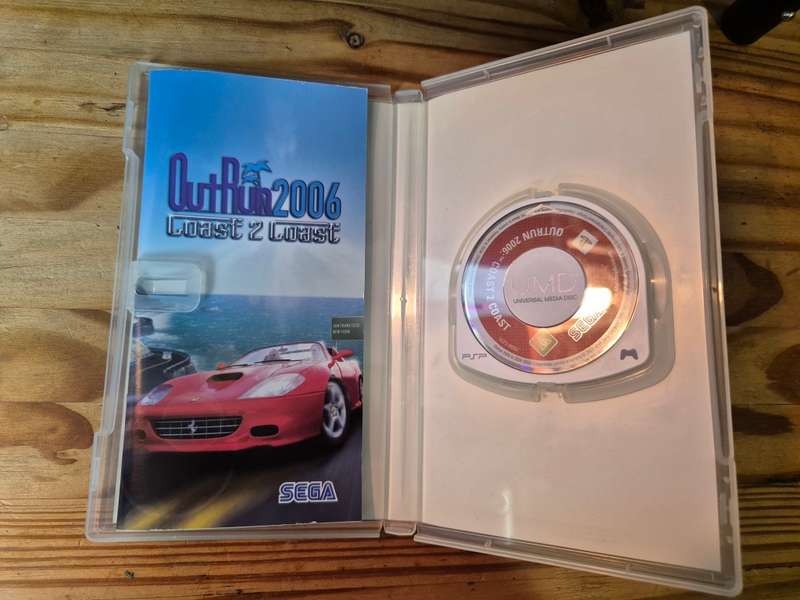 OutRun2006
Coast 2 Coast
SEGA
OUTRUN 2006: COAST 2 COAST
UMD
UNIVERSAL MEDIA DISC
SEGA
PSP